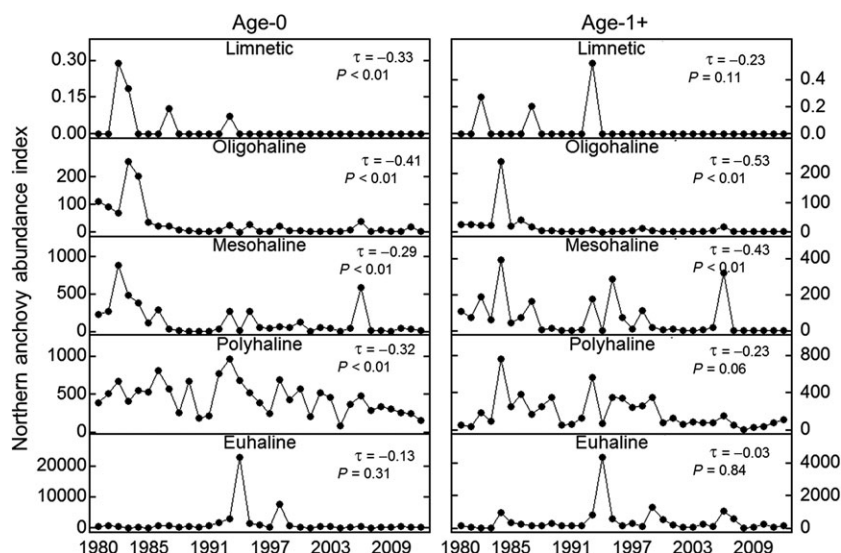 Age-0
Age-1+
Northern anchovy abundance index
Limnetic
τ = −0.33
P < 0.01
0.30
0.15
0.00
Limnetic
τ = −0.23
P = 0.11
0.4
0.2
0.0
Oligohaline
τ = −0.41
P < 0.01
200
100
0
Oligohaline
τ = −0.53
P < 0.01
200
100
0
Mesohaline
τ = −0.29
P < 0.01
1000
500
0
Mesohaline
τ = −0.43
P < 0.01
400
200
0
Polyhaline
τ = −0.32
P < 0.01
1000
500
0
Polyhaline
τ = −0.23
P = 0.06
800
400
0
Euhaline
τ = −0.13
P = 0.31
20000
10000
0
Euhaline
τ = −0.03
P = 0.84
4000
2000
0
1980 1985 1991 1997 2003 2009
1980 1985 1991 1997 2003 2009